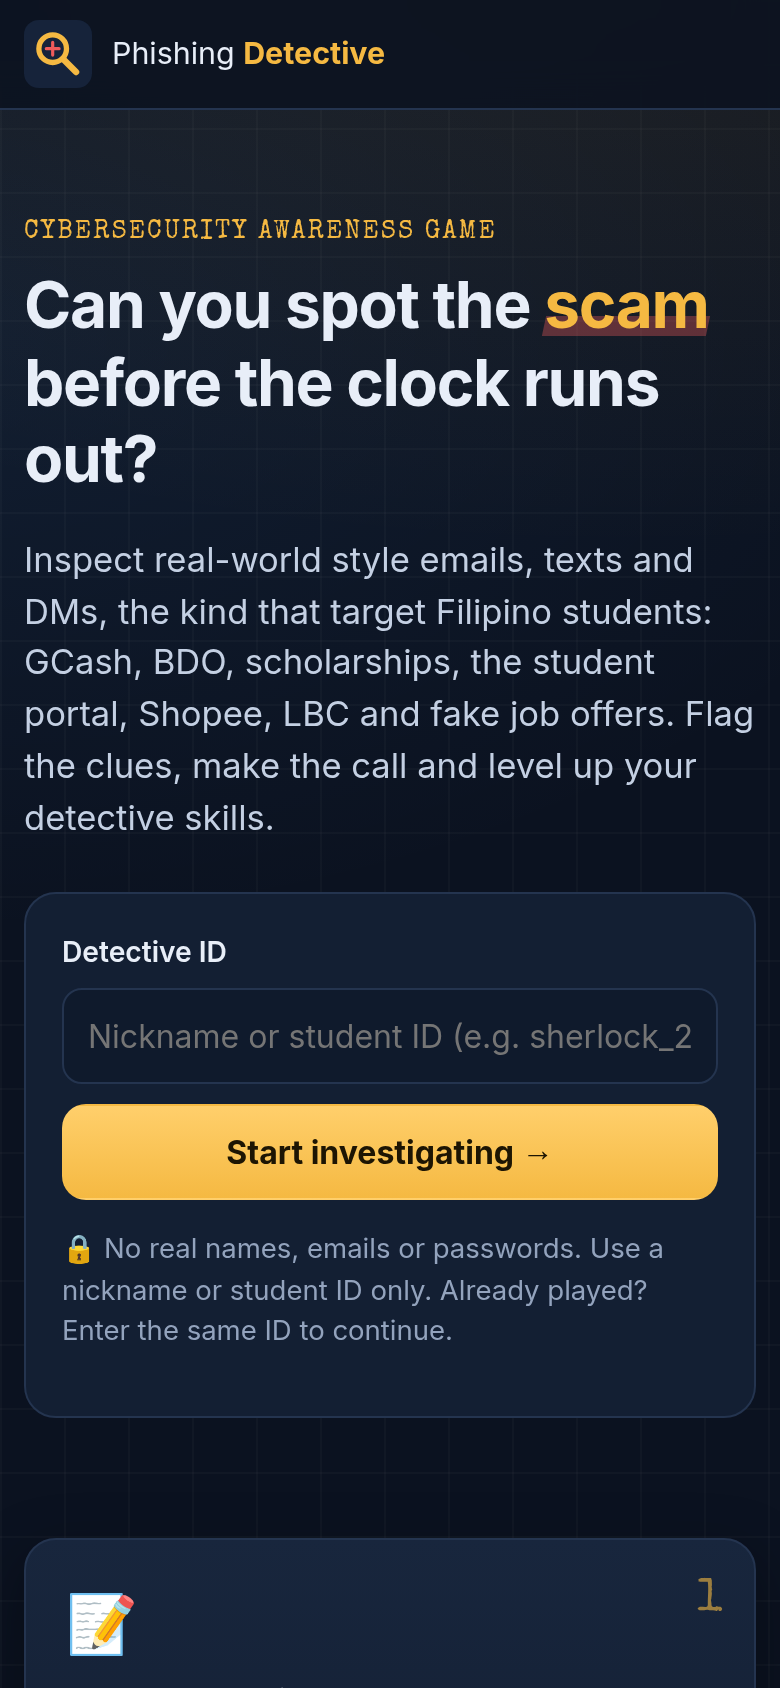 Phishing Detective
CYBERSECURITY AWARENESS GAME
Can you spot the scam
before the clock runs
out?
Inspect real-world style emails, texts and
DMs, the kind that target Filipino students:
GCash, BDO, scholarships, the student
portal, Shopee, LBC and fake job offers. Flag
the clues, make the call and level up your
detective skills.
Detective ID
Nickname or student ID (e.g. sherlock_2
Start investigating →
🔒 No real names, emails or passwords. Use a
nickname or student ID only. Already played?
Enter the same ID to continue.
1